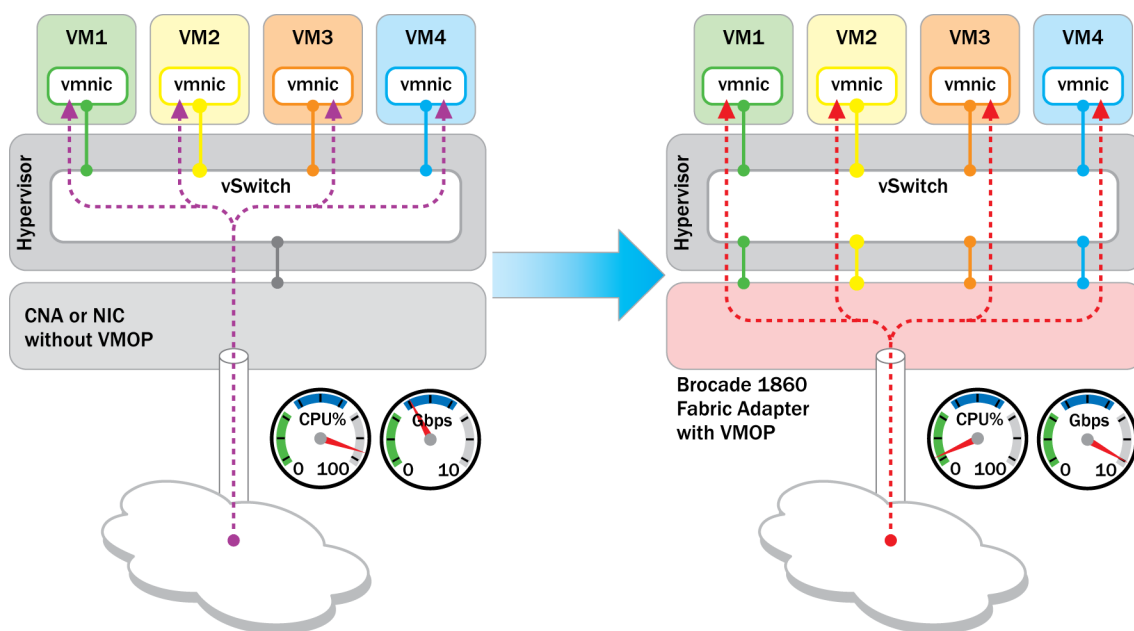 VM1 VM2 VM3 VM4
vmnic vmnic vmnic vmnic
Hypervisor
vSwitch
CNA or NIC
without VMOP
CPU% Gbps
0 100 0 10
VM1 VM2 VM3 VM4
vmnic vmnic vmnic vmnic
Hypervisor
vSwitch
Brocade 1860
Fabric Adapter
with VMOP
CPU% Gbps
0 100 0 10